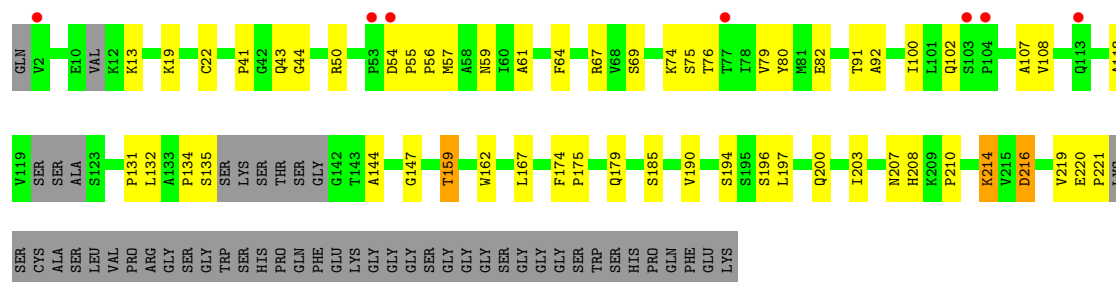 GLN V2 E10 VAL K12 K13 K19 C22 P41 G42 Q43 G44 R50 P53 D54 P55 P56 M57 A58 N59 I60 A61 F64 R67 V68 S69 K74 S75 T76 T77 I78 V79 Y80 M81 E82 T91 A92 I100 L101 Q102 S103 P104 A107 V108 Q113
V119 SER SER ALA S123 P131 L132 A133 P134 S135 SER LYS SER THR SER GLY G142 T143 A144 G147 T159 W162 L167 F174 P175 Q179 S185 V190 S194 S195 S196 L197 Q200 I203 N207 H208 K209 P210 K214 V215 D216 V219 E220 P221
SER CYS ALA SER LEU VAL PRO ARG GLY SER GLY TRP SER HIS PRO GLN PHE GLU LYS GLY GLY GLY SER GLY GLY GLY SER GLY GLY GLY SER TRP SER HIS PRO GLN PHE GLU LYS